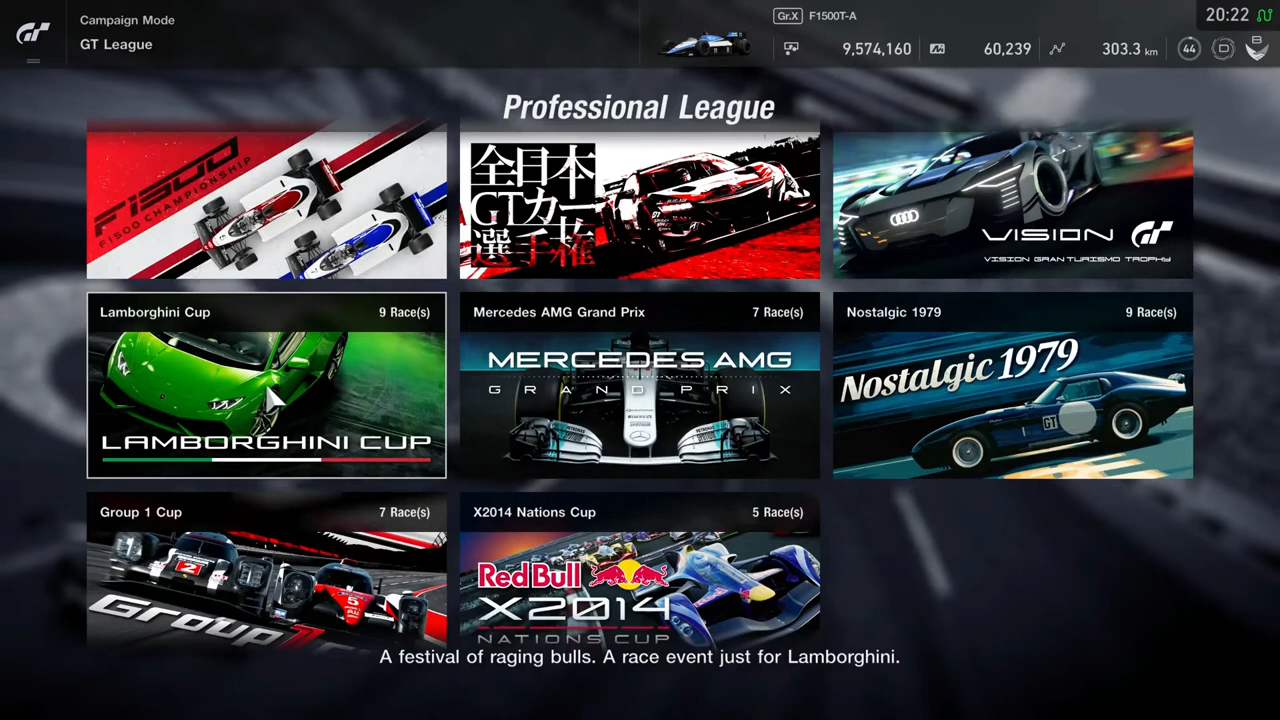 Campaign Mode
GT League
Gr.X F1500T-A
9,574,160
60,239
303.3 km
44
20:22
Professional League
F1500
F1500 CHAMPIONSHIP
全日本
GTカー
選手権
VISION GT
VISION GRAN TURISMO TROPHY
Lamborghini Cup 9 Race(s)
LAMBORGHINI CUP
Mercedes AMG Grand Prix 7 Race(s)
MERCEDES AMG
GRAND PRIX
Nostalgic 1979 9 Race(s)
Nostalgic 1979
GT
Group 1 Cup 7 Race(s)
2
5
Group 1
X2014 Nations Cup 5 Race(s)
Red Bull
X2014
NATIONS CUP
A festival of raging bulls. A race event just for Lamborghini.